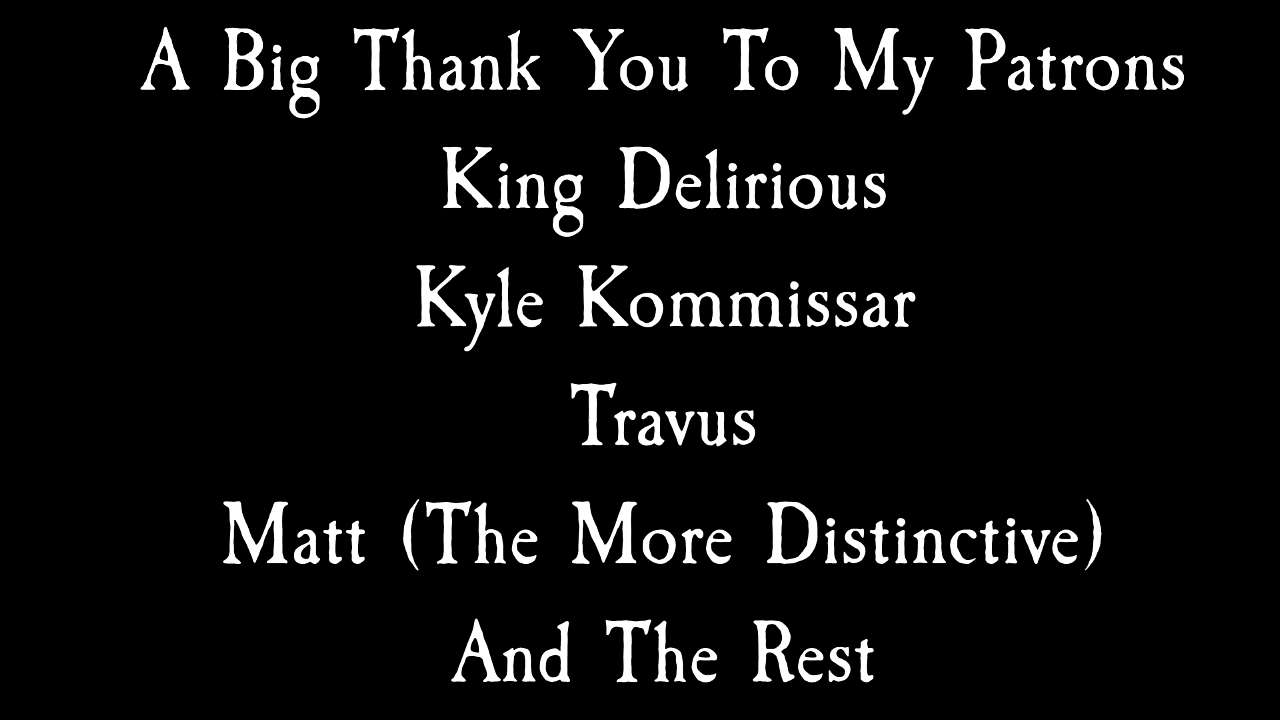 A Big Thank You To My Patrons
King Delirious
Kyle Kommissar
Travus
Matt (The More Distinctive)
And The Rest